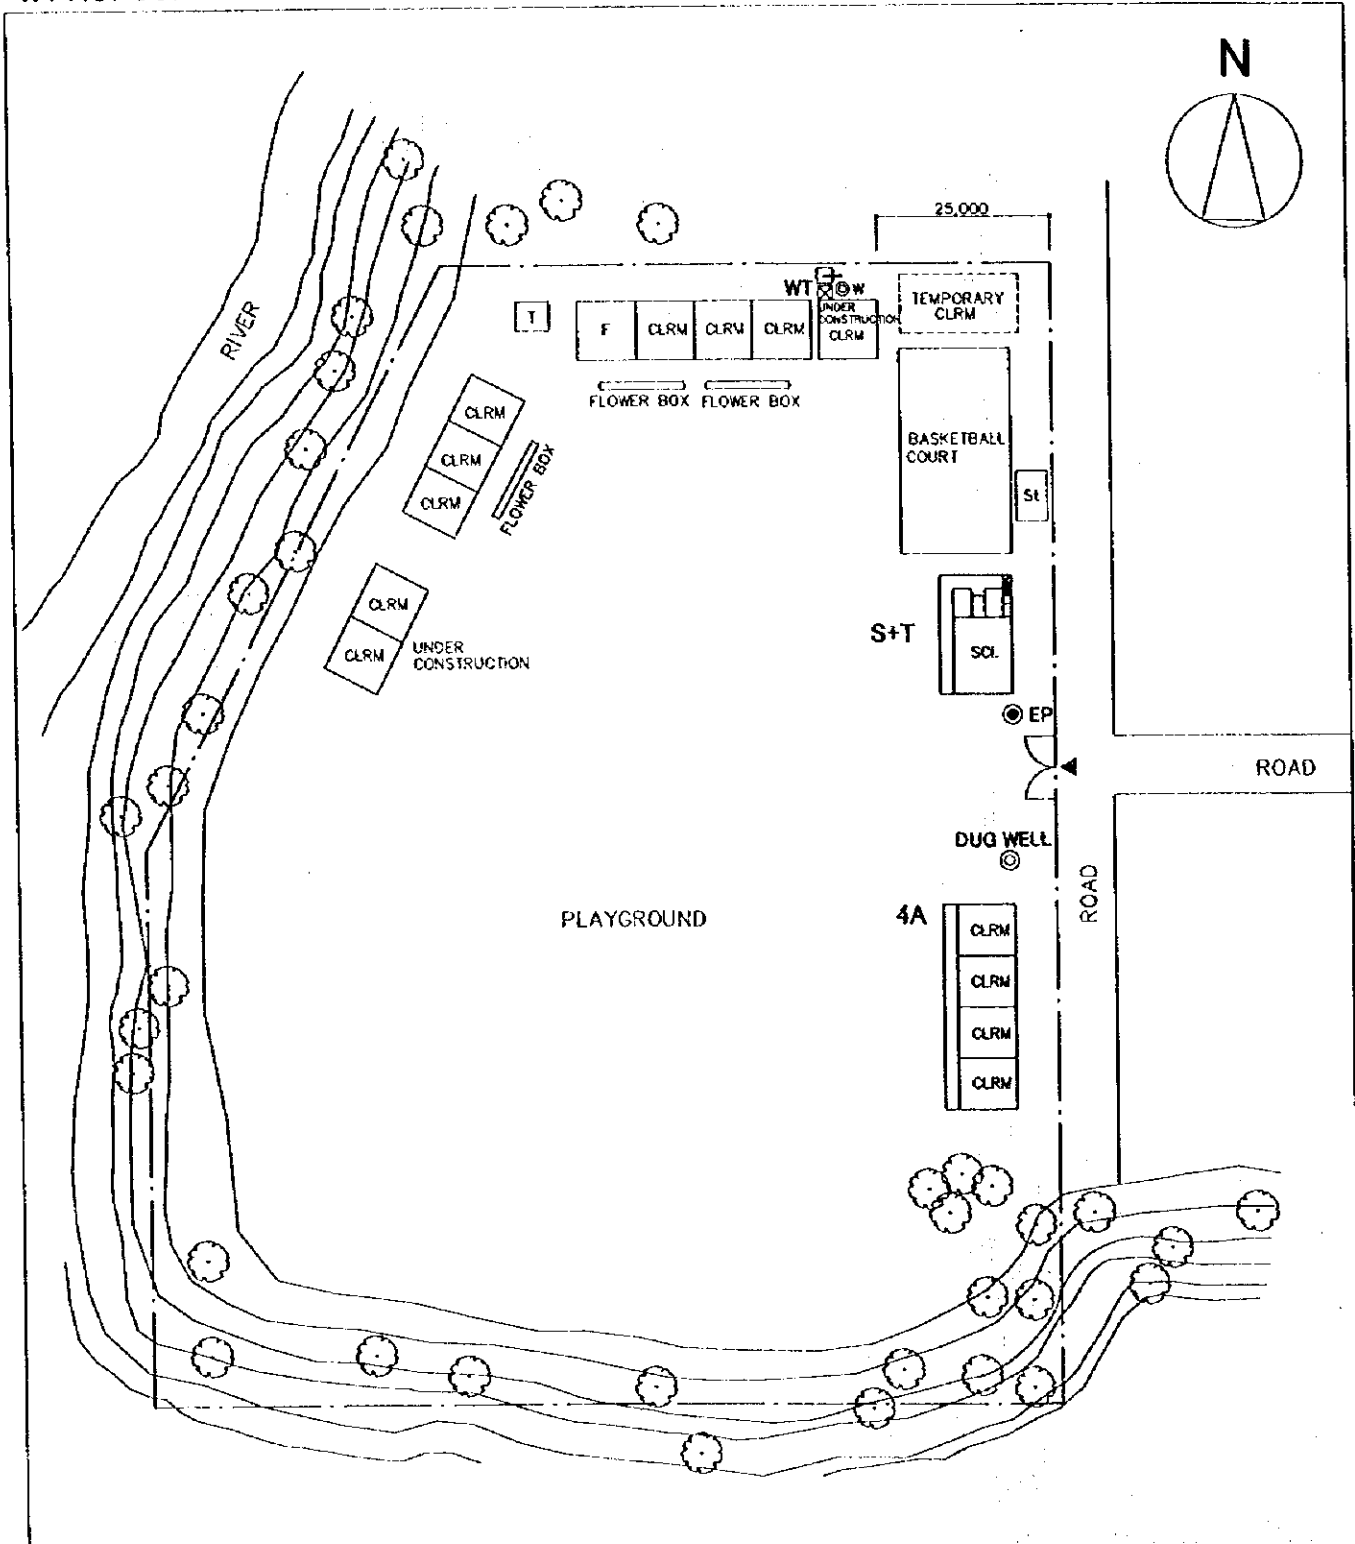 N
25,000
RIVER
WT
W
TEMPORARY
CLRM
T
F
CLRM
CLRM
CLRM
UNDER
CONSTRUCTION
CLRM
FLOWER BOX
FLOWER BOX
CLRM
CLRM
CLRM
FLOWER BOX
BASKETBALL
COURT
St
CLRM
CLRM
UNDER
CONSTRUCTION
S+T
SCI.
EP
ROAD
DUG WELL
ROAD
PLAYGROUND
4A
CLRM
CLRM
CLRM
CLRM